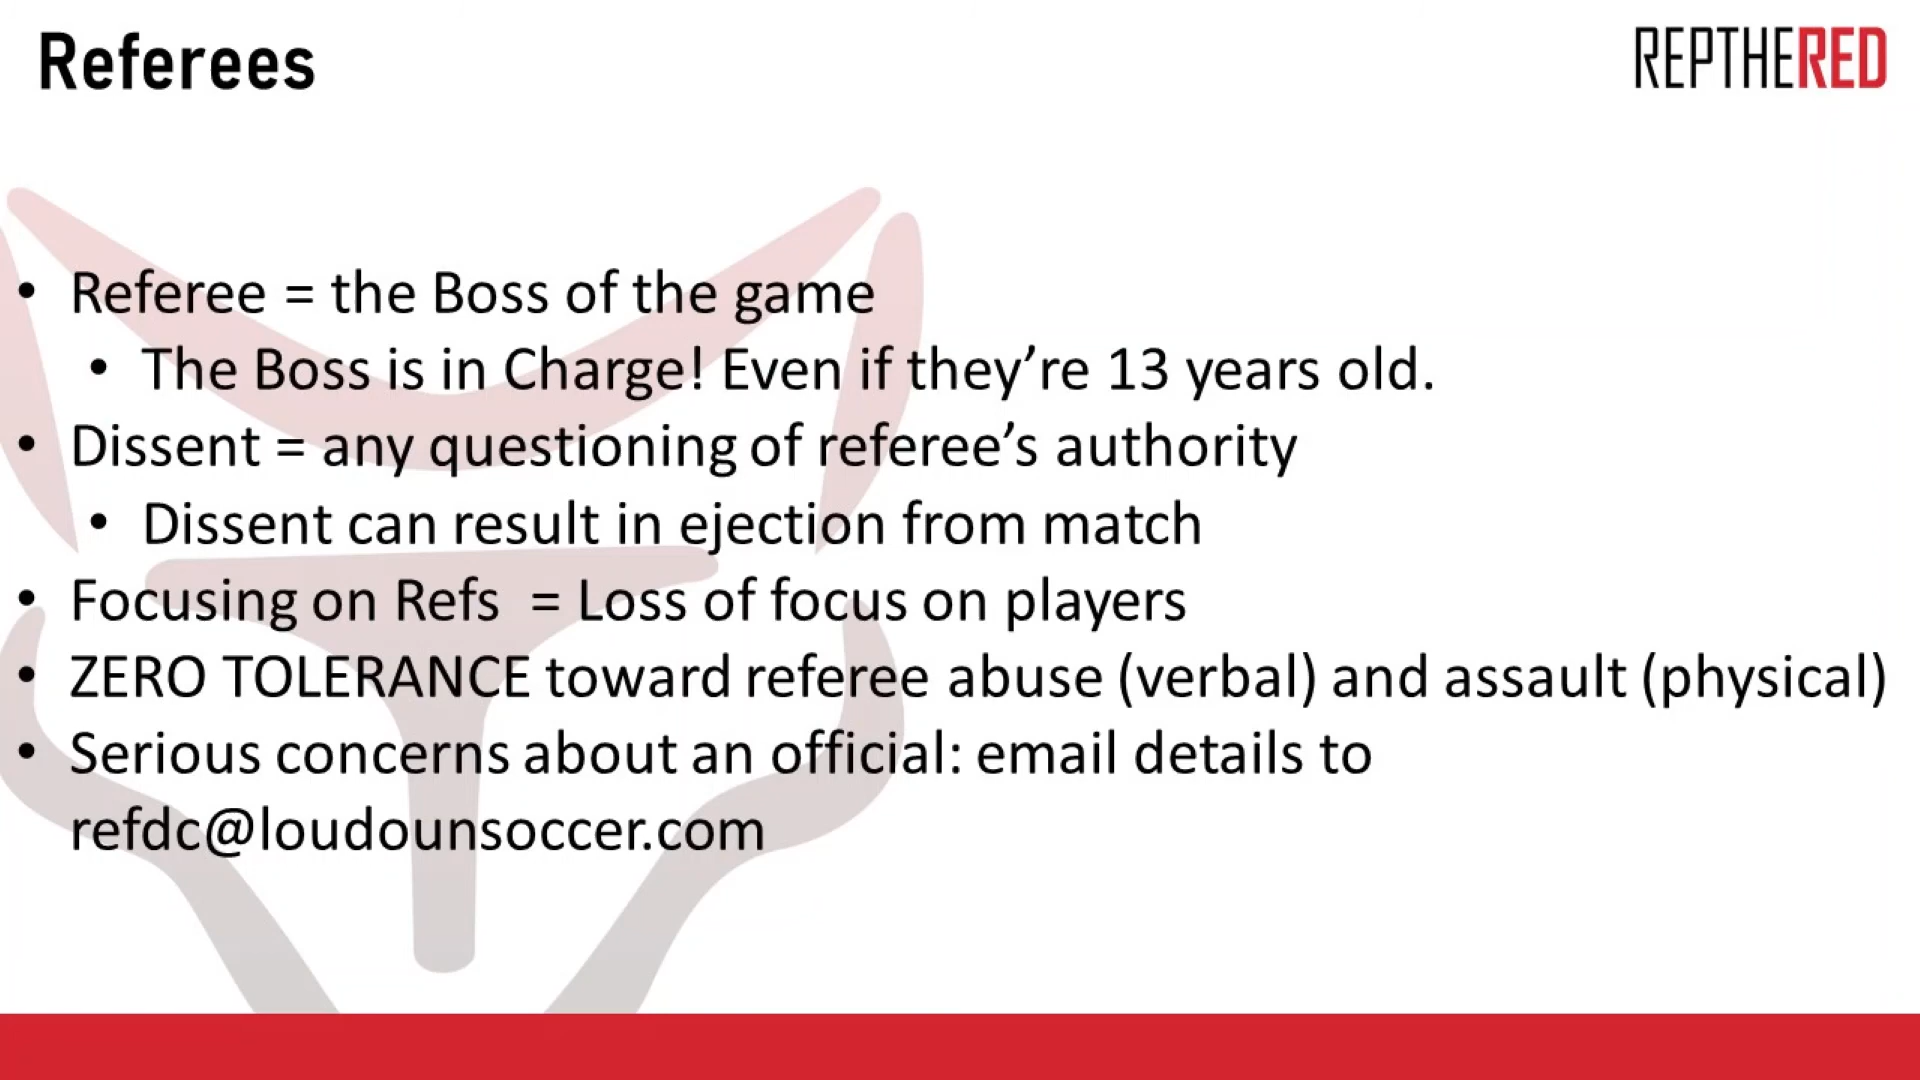 Referees
REPTHERED
• Referee = the Boss of the game
• The Boss is in Charge! Even if they’re 13 years old.
• Dissent = any questioning of referee’s authority
• Dissent can result in ejection from match
• Focusing on Refs  = Loss of focus on players
• ZERO TOLERANCE toward referee abuse (verbal) and assault (physical)
• Serious concerns about an official: email details to
refdc@loudounsoccer.com